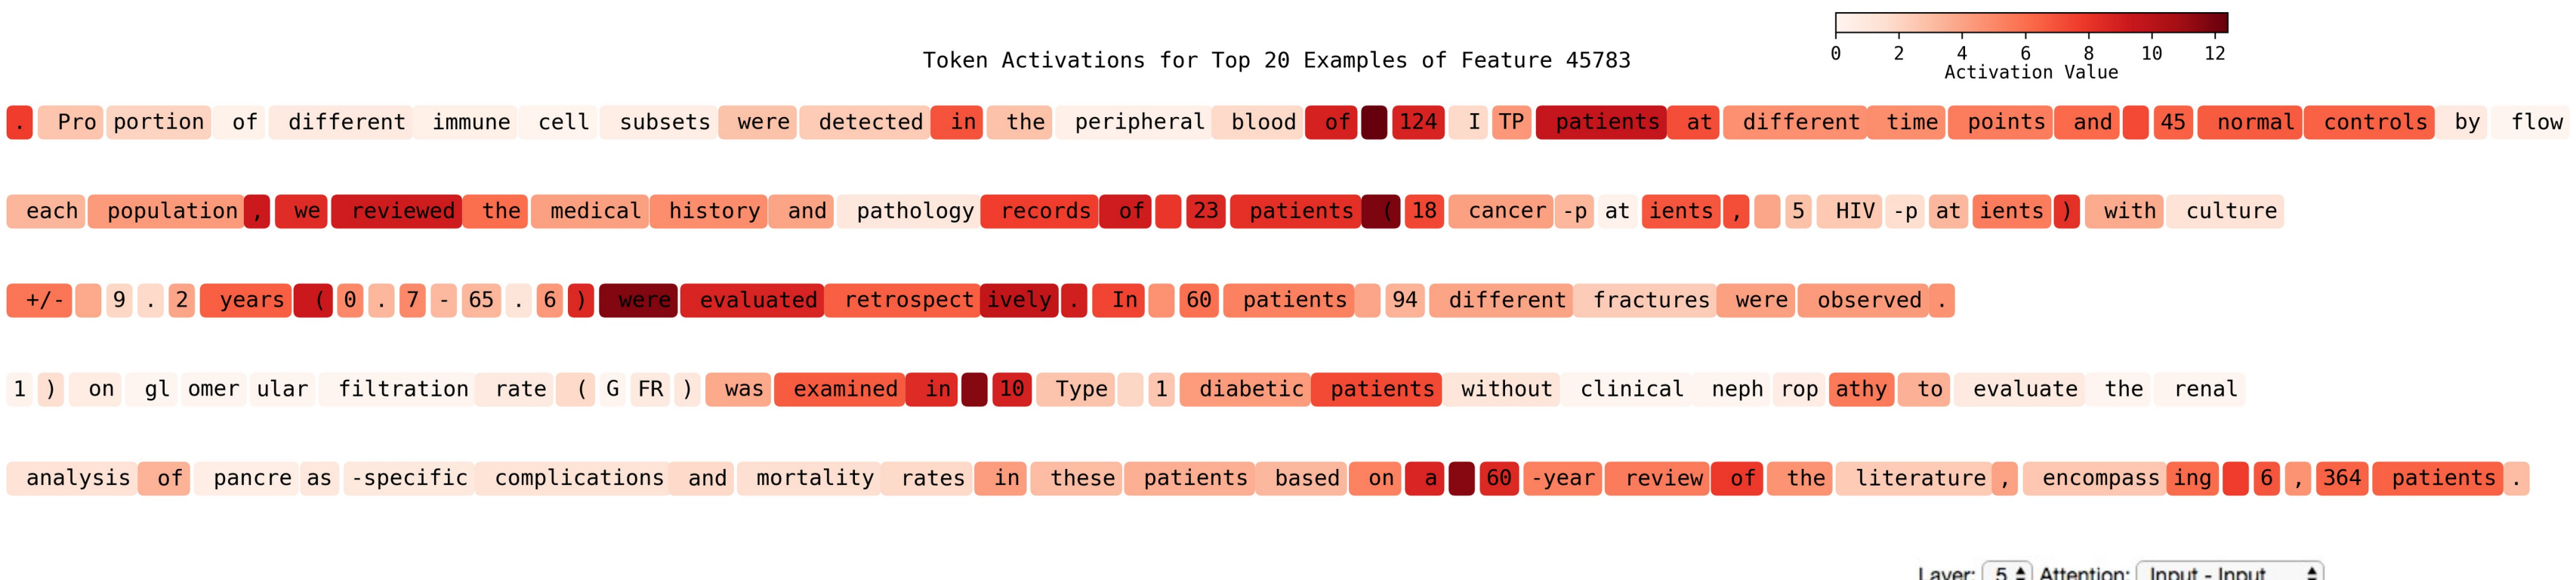 0 2 4 6 8 10 12
Activation Value
Token Activations for Top 20 Examples of Feature 45783
. Pro portion of different immune cell subsets were detected in the peripheral blood of 124 I TP patients at different time points and 45 normal controls by flow
each population , we reviewed the medical history and pathology records of 23 patients ( 18 cancer -p at ients , 5 HIV -p at ients ) with culture
+/- 9 . 2 years ( 0 . 7 - 65 . 6 ) were evaluated retrospect ively . In 60 patients 94 different fractures were observed .
1 ) on gl omer ular filtration rate ( G FR ) was examined in 10 Type 1 diabetic patients without clinical neph rop athy to evaluate the renal
analysis of pancre as -specific complications and mortality rates in these patients based on a 60 -year review of the literature , encompass ing 6 , 364 patients .
Layer: 5 Attention: Input - Input